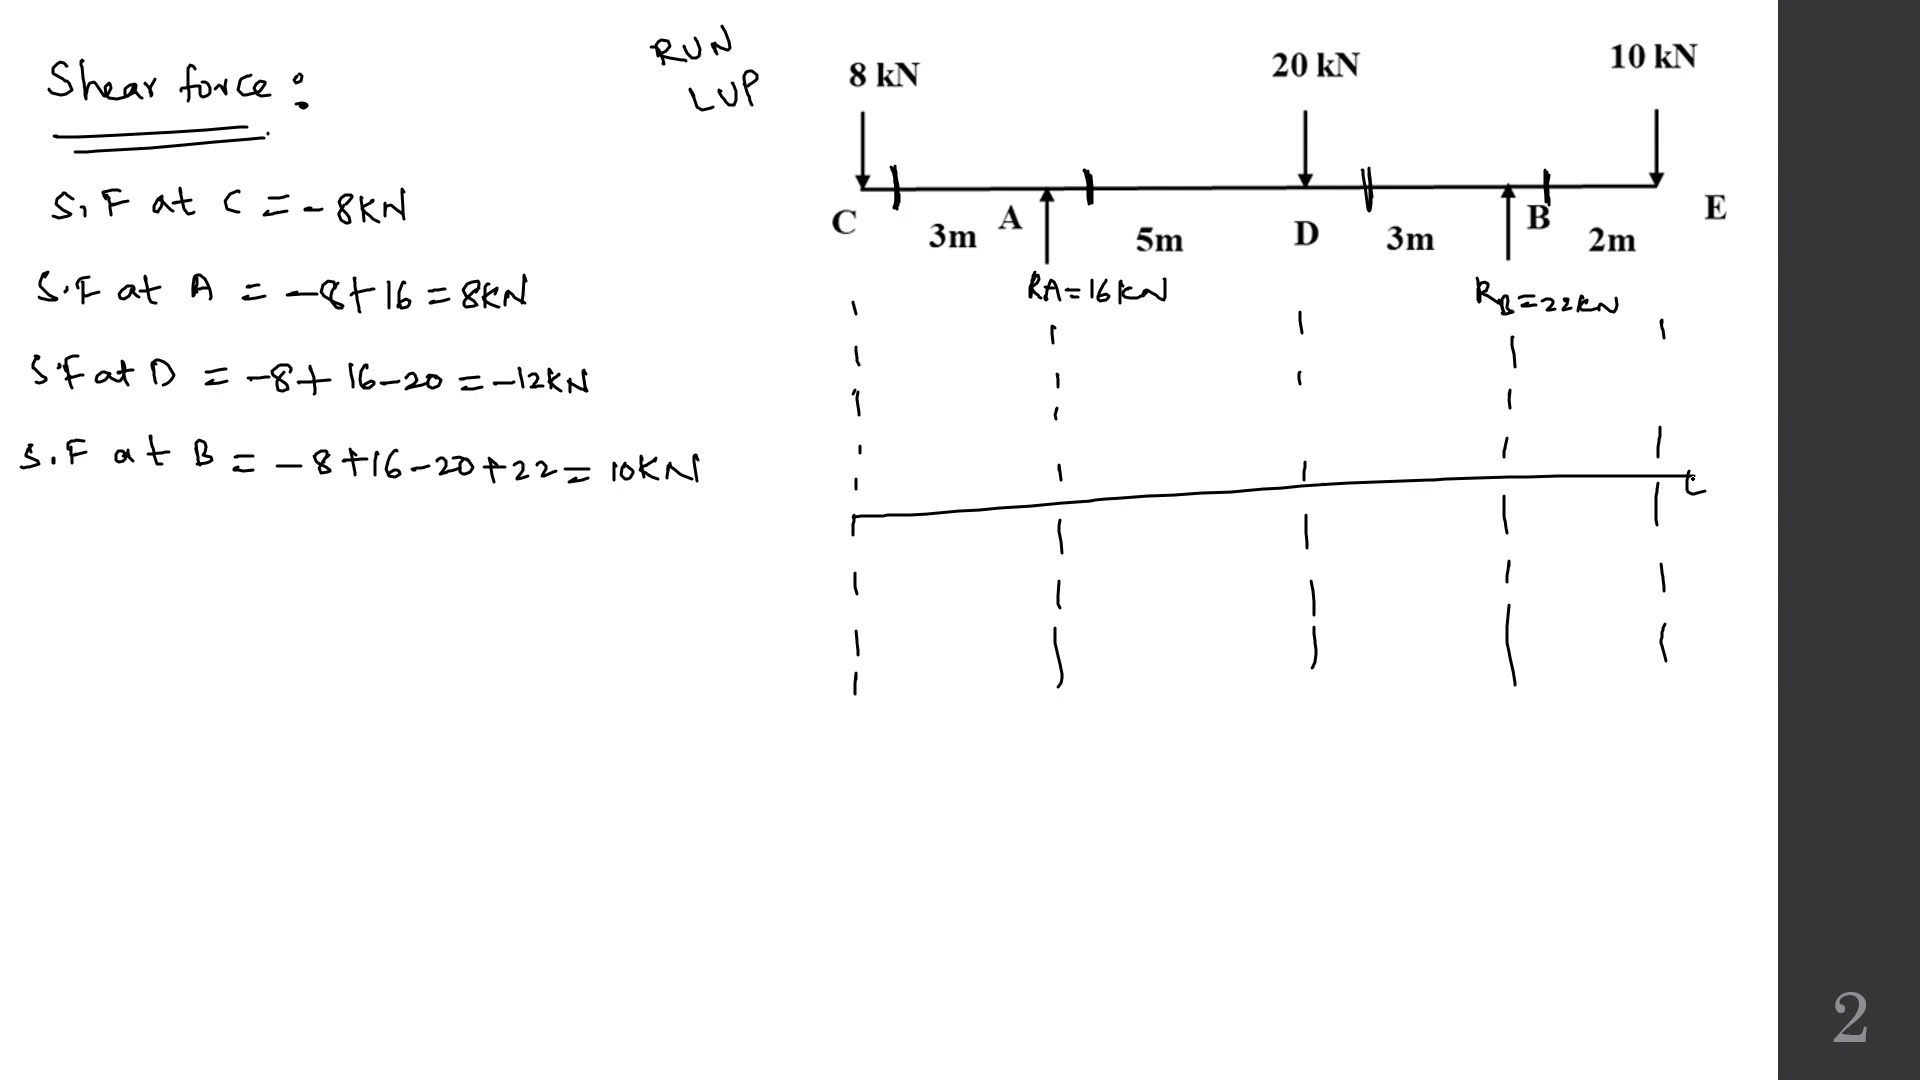 Shear force :
S.F at C = -8KN
S.F at A = -8+16 = 8KN
S.F at D = -8+ 16-20 = -12KN
S.F at B = -8+16-20+22 = 10KN
RUN
LUP
8 kN
20 kN
10 kN
C
3m
A
5m
D
3m
B
2m
E
RA=16KN
RB=22KN
2